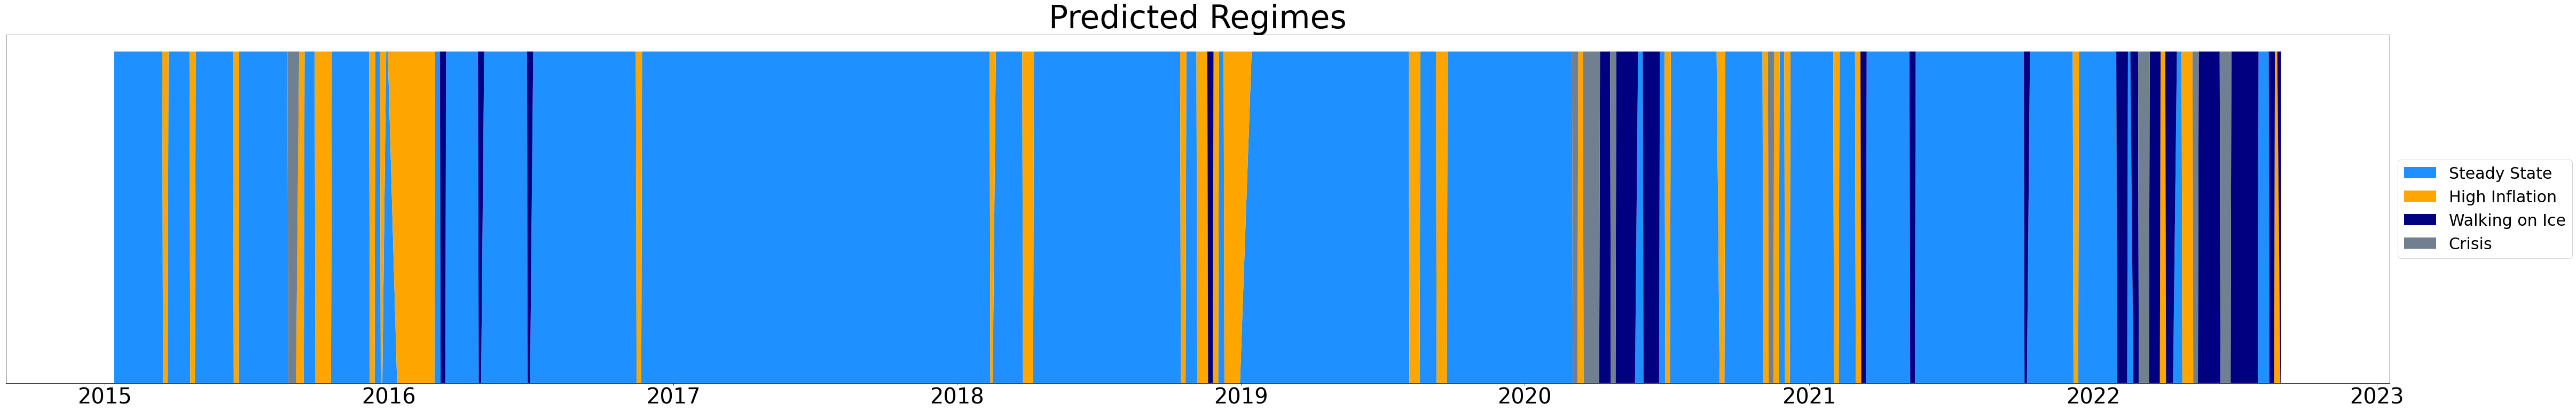 Predicted Regimes
Steady State
High Inflation
Walking on Ice
Crisis
2015 2016 2017 2018 2019 2020 2021 2022 2023